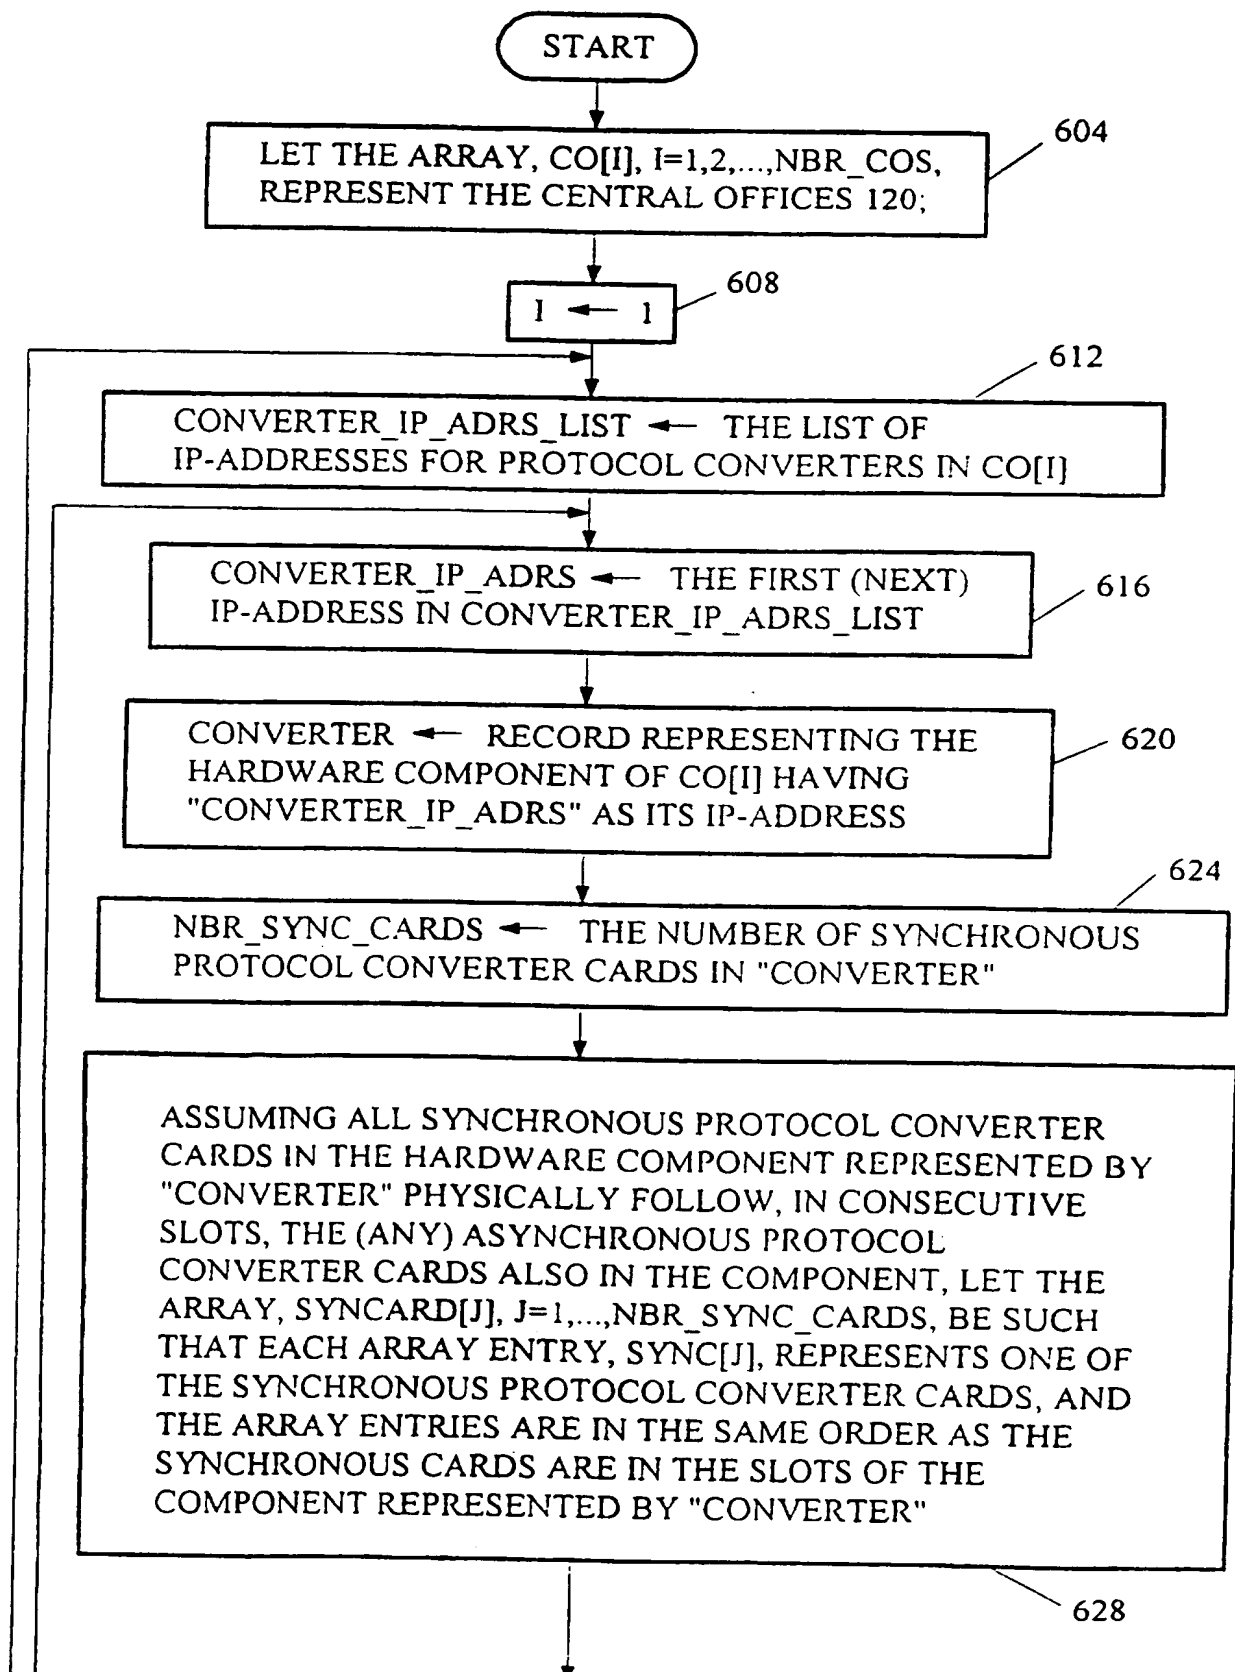 START
604
LET THE ARRAY, CO[I], I=1,2,...,NBR_COS,
REPRESENT THE CENTRAL OFFICES 120;
608
I ← 1
612
CONVERTER_IP_ADRS_LIST ← THE LIST OF
IP-ADDRESSES FOR PROTOCOL CONVERTERS IN CO[I]
CONVERTER_IP_ADRS ← THE FIRST (NEXT)
IP-ADDRESS IN CONVERTER_IP_ADRS_LIST
616
CONVERTER ← RECORD REPRESENTING THE
HARDWARE COMPONENT OF CO[I] HAVING
"CONVERTER_IP_ADRS" AS ITS IP-ADDRESS
620
624
NBR_SYNC_CARDS ← THE NUMBER OF SYNCHRONOUS
PROTOCOL CONVERTER CARDS IN "CONVERTER"
ASSUMING ALL SYNCHRONOUS PROTOCOL CONVERTER
CARDS IN THE HARDWARE COMPONENT REPRESENTED BY
"CONVERTER" PHYSICALLY FOLLOW, IN CONSECUTIVE
SLOTS, THE (ANY) ASYNCHRONOUS PROTOCOL
CONVERTER CARDS ALSO IN THE COMPONENT, LET THE
ARRAY, SYNCARD[J], J=1,...,NBR_SYNC_CARDS, BE SUCH
THAT EACH ARRAY ENTRY, SYNC[J], REPRESENTS ONE OF
THE SYNCHRONOUS PROTOCOL CONVERTER CARDS, AND
THE ARRAY ENTRIES ARE IN THE SAME ORDER AS THE
SYNCHRONOUS CARDS ARE IN THE SLOTS OF THE
COMPONENT REPRESENTED BY "CONVERTER"
628